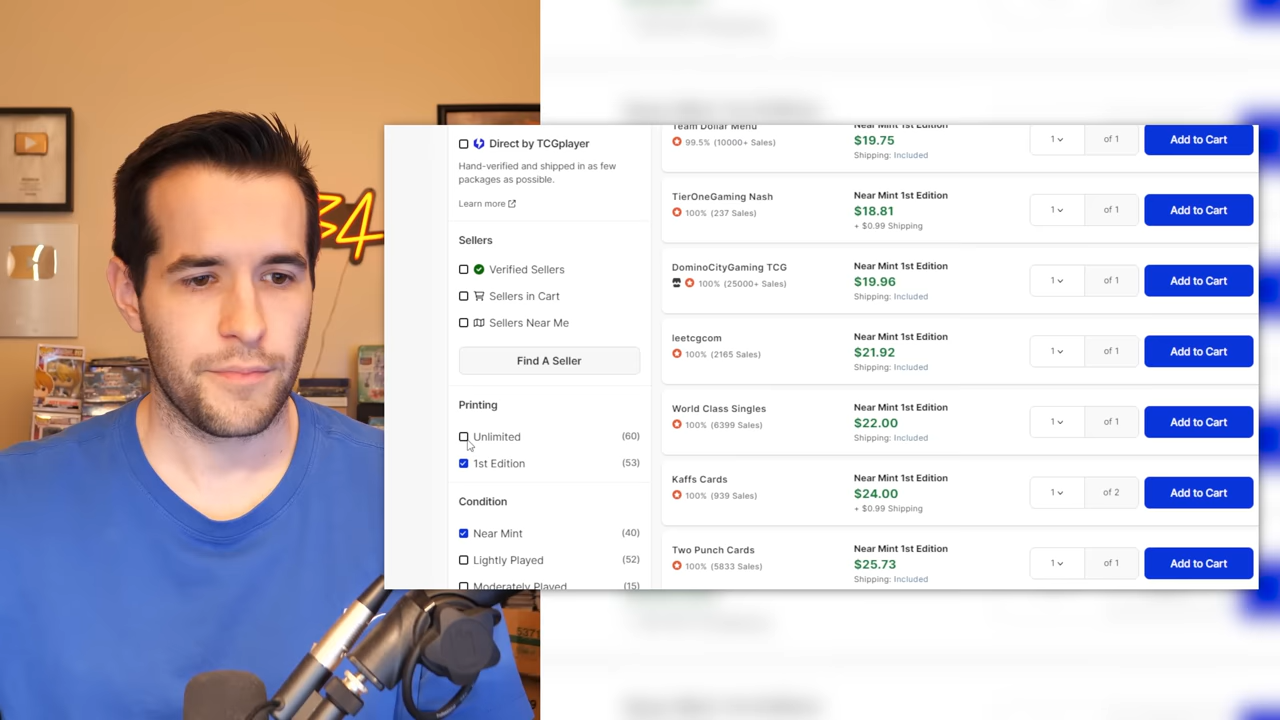 34
Direct by TCGplayer
Hand-verified and shipped in as few
packages as possible.
Learn more
Sellers
Verified Sellers
Sellers in Cart
Sellers Near Me
Find A Seller
Printing
Unlimited (60)
1st Edition (53)
Condition
Near Mint (40)
Lightly Played (52)
Moderately Played (15)
Team Dollar Menu
99.5% (10000+ Sales)
Near Mint 1st Edition
$19.75
Shipping: Included
1 of 1
Add to Cart
TierOneGaming Nash
100% (237 Sales)
Near Mint 1st Edition
$18.81
+ $0.99 Shipping
1 of 1
Add to Cart
DominoCityGaming TCG
100% (25000+ Sales)
Near Mint 1st Edition
$19.96
Shipping: Included
1 of 1
Add to Cart
leetcgcom
100% (2165 Sales)
Near Mint 1st Edition
$21.92
Shipping: Included
1 of 1
Add to Cart
World Class Singles
100% (6399 Sales)
Near Mint 1st Edition
$22.00
Shipping: Included
1 of 1
Add to Cart
Kaffs Cards
100% (939 Sales)
Near Mint 1st Edition
$24.00
+ $0.99 Shipping
1 of 2
Add to Cart
Two Punch Cards
100% (5833 Sales)
Near Mint 1st Edition
$25.73
Shipping: Included
1 of 1
Add to Cart